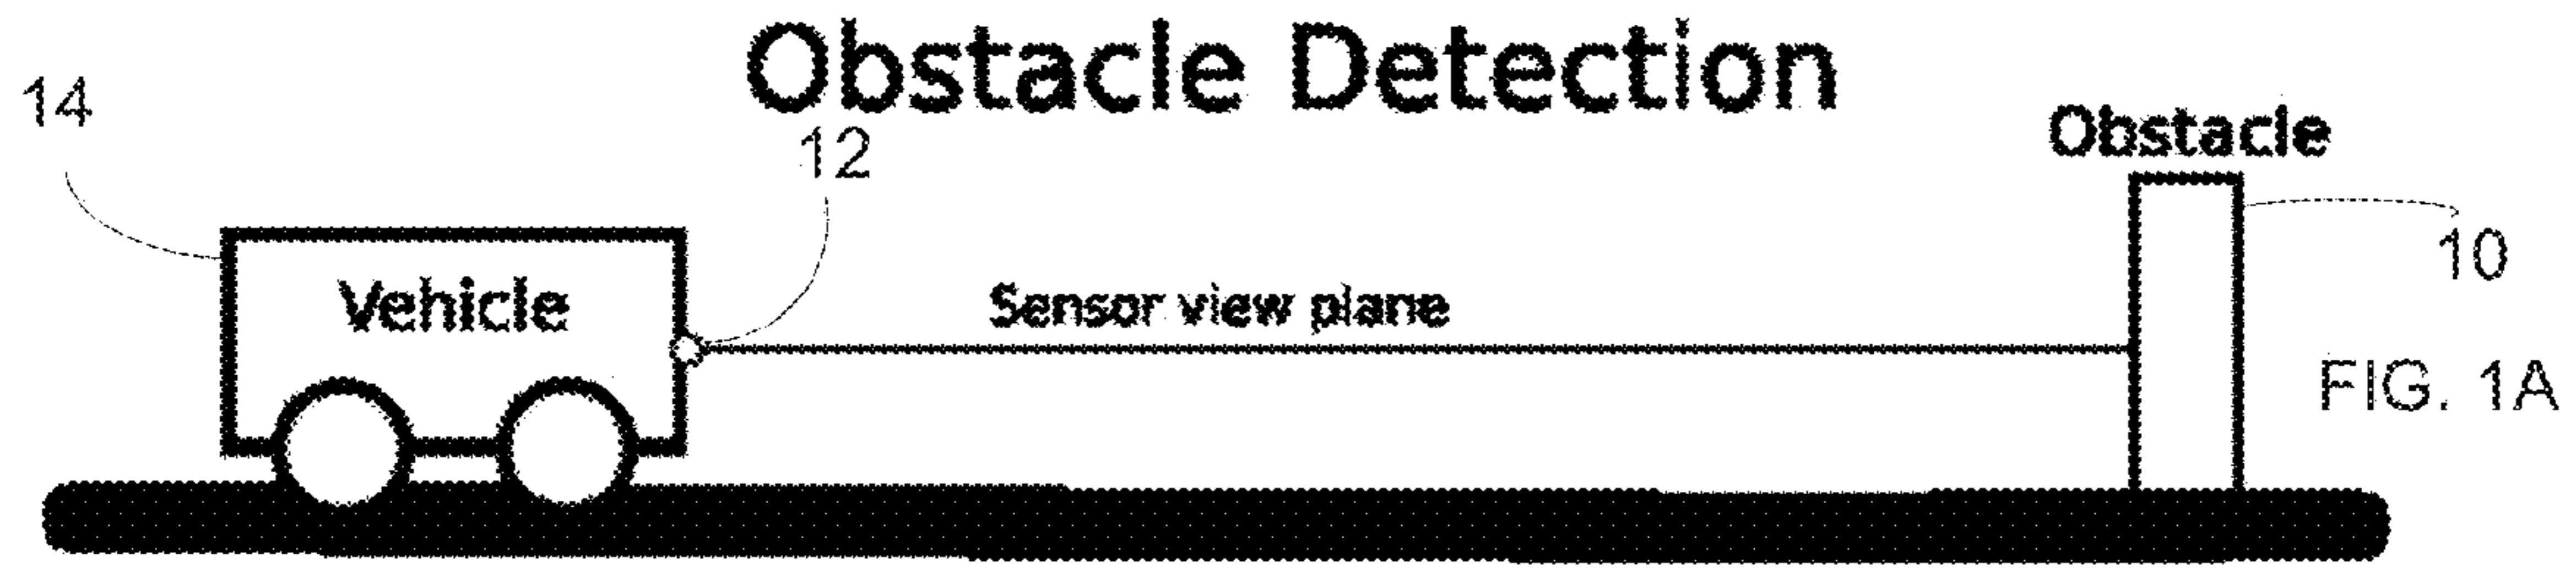 Obstacle Detection
14
12
Obstacle
10
Vehicle
Sensor view plane
FIG. 1A